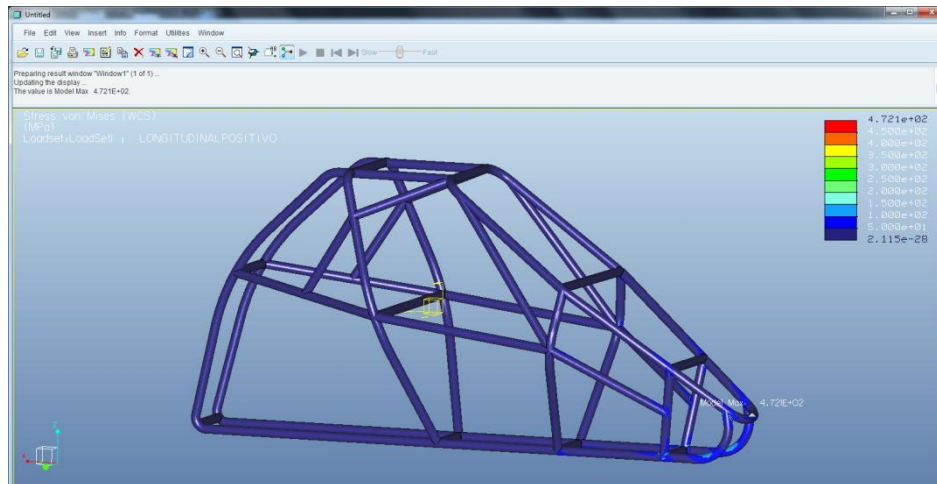 Untitled
File Edit View Insert Info Format Utilities Window
Slow Fast
Preparing result window "Window1" (1 of 1) ...
Updating the display ...
The value is Model Max 4.721E+02.
Stress von Mises (WCS)
(MPa)
Loadset:LoadSet1 : LONGITUDINALPOSITIVO
4.721e+02
4.500e+02
4.000e+02
3.500e+02
3.000e+02
2.500e+02
2.000e+02
1.500e+02
1.000e+02
5.000e+01
2.115e-28
Model Max 4.721E+02
Z